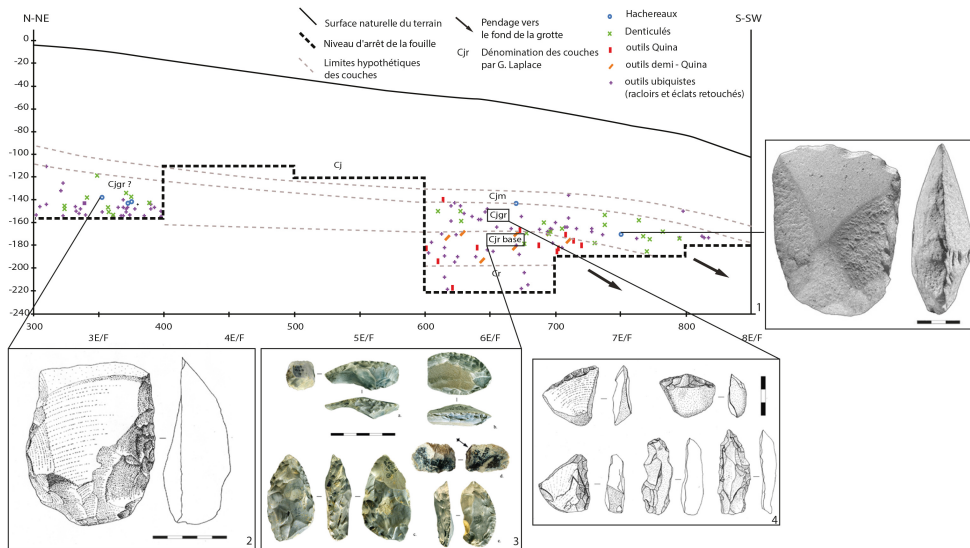 N-NE
S-SW
Surface naturelle du terrain
Niveau d'arrêt de la fouille
Limites hypothétiques
des couches
Pendage vers
le fond de la grotte
Cjr
Dénomination des couches
par G. Laplace
Hachereaux
Denticulés
outils Quina
outils demi - Quina
outils ubiquistes
(racloirs et éclats retouchés)
0
-20
-40
-60
-80
-100
-120
-140
-160
-180
-200
-220
-240
Cj
Cjgr ?
Cjm
Cjgr
Cjr base
Cr
1
300
400
500
600
700
800
3E/F
4E/F
5E/F
6E/F
7E/F
8E/F
2
3
4